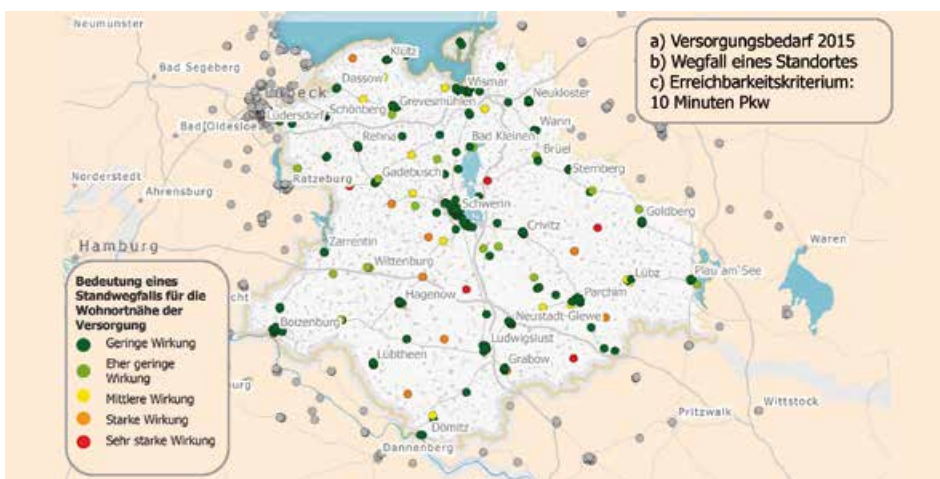 a) Versorgungsbedarf 2015
b) Wegfall eines Standortes
c) Erreichbarkeitskriterium:
10 Minuten Pkw
Neumünster
Klütz
Bad Segeberg
Dassow
Wismar
Neukloster
Grevesmühlen
Schönberg
Lüdersdorf
Bad Oldesloe
Warin
Rehna
Bad Kleinen
Brüel
Sternberg
Norderstedt
Ratzeburg
Gadebusch
Ahrensburg
Schwerin
Goldberg
Crivitz
Waren
Hamburg
Zarrentin
Wittenburg
Lübz
Plau am See
Hagenow
Parchim
Boizenburg
Neustadt-Glewe
Ludwigslust
Lübtheen
Grabow
Wittstock
Pritzwalk
Dömitz
Dannenberg
Bedeutung eines
Standwegfalls für die
Wohnortnähe der
Versorgung
Geringe Wirkung
Eher geringe
Wirkung
Mittlere Wirkung
Starke Wirkung
Sehr starke Wirkung